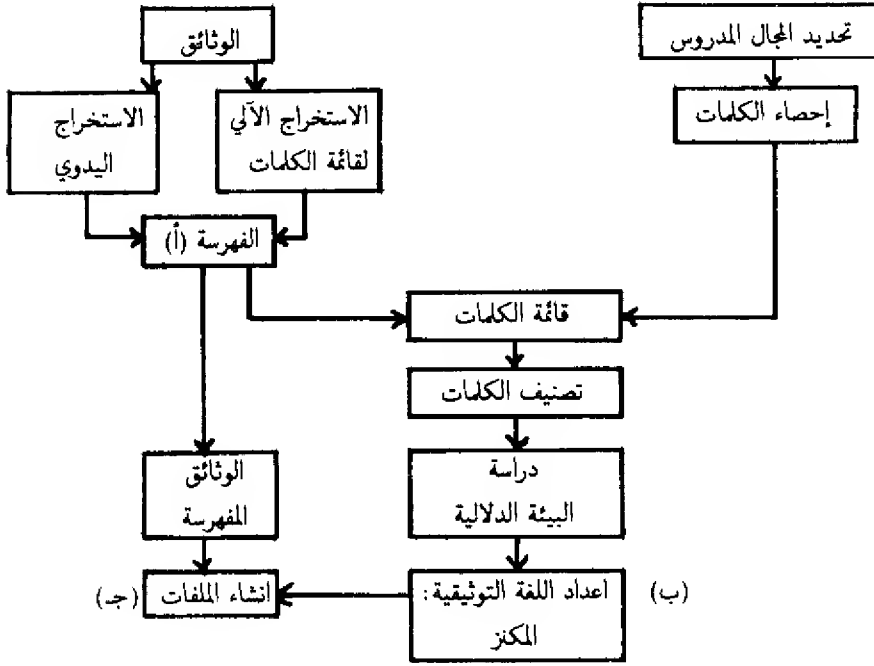 الوثائق
تحديد المجال المدروس
الاستخراج الآلي
لقائمة الكلمات
الاستخراج
اليدوي
إحصاء الكلمات
الفهرسة (أ)
قائمة الكلمات
تصنيف الكلمات
دراسة
البيئة الدلالية
الوثائق
المفهرسة
(ب)
اعداد اللغة التوثيقية:
المكنز
انشاء الملفات
(جـ)